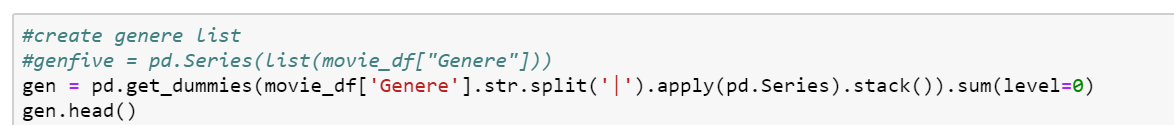 #create genere list
#genfive = pd.Series(list(movie_df["Genere"]))
gen = pd.get_dummies(movie_df['Genere'].str.split('|').apply(pd.Series).stack()).sum(level=0)
gen.head()